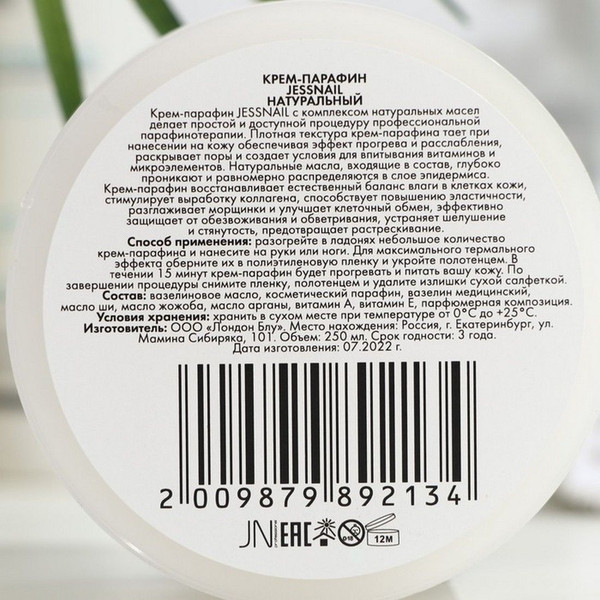 КРЕМ-ПАРАФИН
JESSNAIL
НАТУРАЛЬНЫЙ
Крем-парафин JESSNAIL с комплексом натуральных масел
делает простой и доступной процедуру профессиональной
парафинотерапии. Плотная текстура крем-парафина тает при
нанесении на кожу обеспечивая эффект прогрева и расслабления,
раскрывает поры и создает условия для впитывания витаминов и
микроэлементов. Натуральные масла, входящие в состав, глубоко
проникают и равномерно распределяются в слое эпидермиса.
Крем-парафин восстанавливает естественный баланс влаги в клетках кожи,
стимулирует выработку коллагена, способствует повышению эластичности,
разглаживает морщинки и улучшает клеточный обмен, эффективно
защищает от обезвоживания и обветривания, устраняет шелушение
и стянутость, предотвращает растрескивание.
Способ применения: разогрейте в ладонях небольшое количество
крем-парафина и нанесите на руки или ноги. Для максимального термального
эффекта оберните их в полиэтиленовую пленку и укройте полотенцем. В
течении 15 минут крем-парафин будет прогревать и питать вашу кожу. По
завершении процедуры снимите пленку, полотенцем и удалите излишки сухой салфеткой.
Состав: вазелиновое масло, косметический парафин, вазелин медицинский,
масло ши, масло жожоба, масло арганы, витамин А, витамин Е, парфюмерная композиция.
Условия хранения: хранить в сухом месте при температуре от 0°С до +25°С.
Изготовитель: ООО «Лондон Блу». Место нахождения: Россия, г. Екатеринбург, ул.
Мамина Сибиряка, 101. Объем: 250 мл. Срок годности: 3 года.
Дата изготовления: 07.2022 г.
2 009879 892134
JN EAC 12М